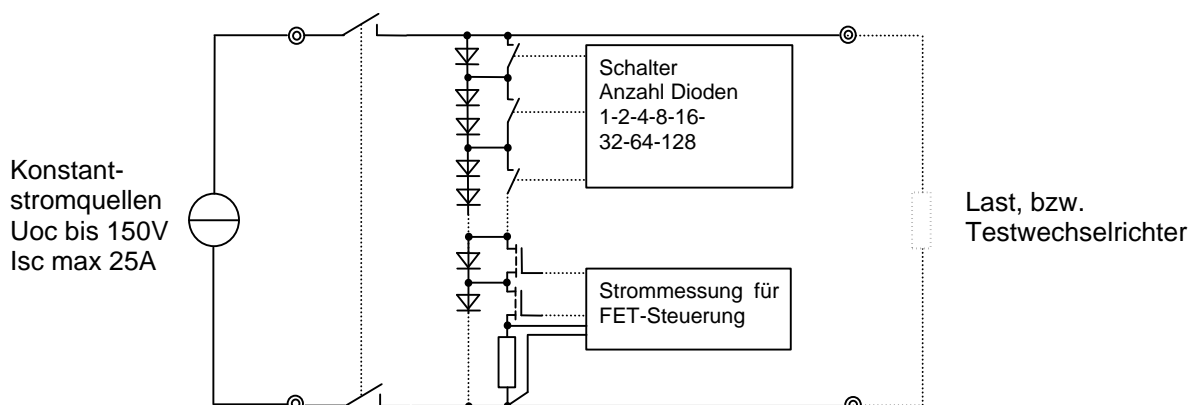 Schalter
Anzahl Dioden
1-2-4-8-16-
32-64-128
Konstant-
stromquellen
Uoc bis 150V
Isc max 25A
Last, bzw.
Testwechselrichter
Strommessung für
FET-Steuerung